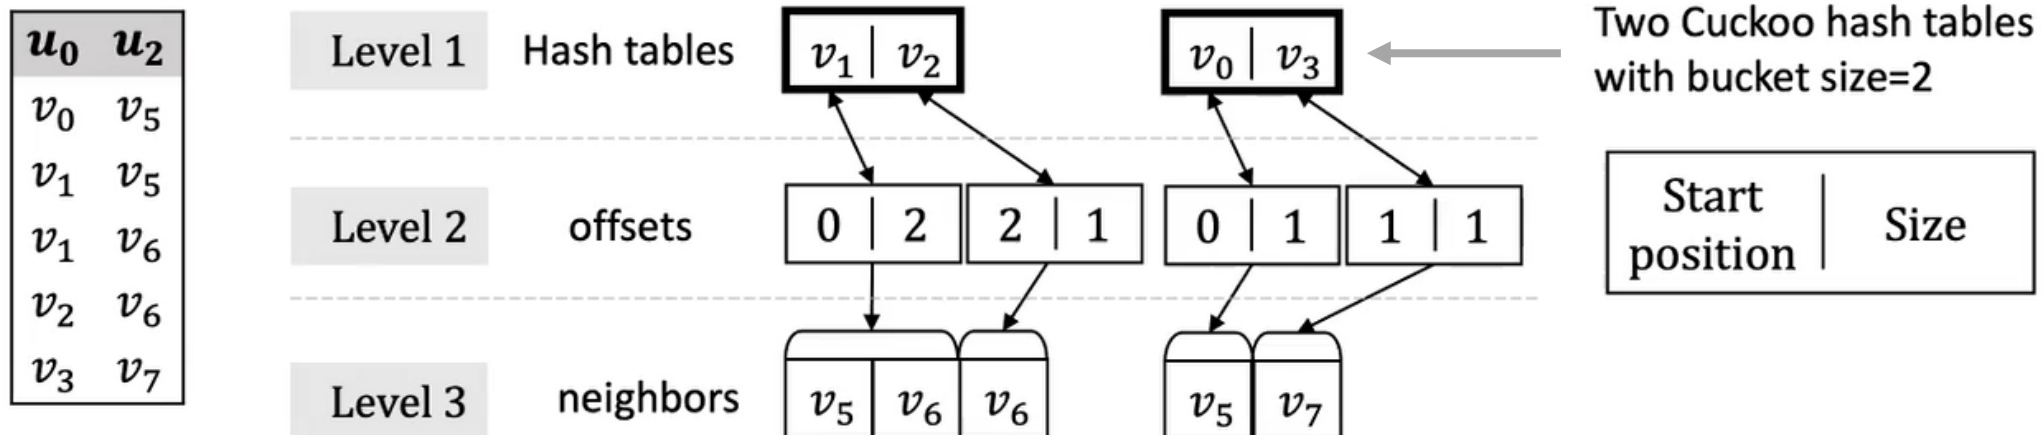 u₀ u₂
v₀ v₅
v₁ v₅
v₁ v₆
v₂ v₆
v₃ v₇
Level 1 Hash tables v₁ | v₂ v₀ | v₃
Two Cuckoo hash tables
with bucket size=2
Level 2 offsets 0 | 2 2 | 1 0 | 1 1 | 1
Start
position | Size
Level 3 neighbors v₅ v₆ v₆ v₅ v₇